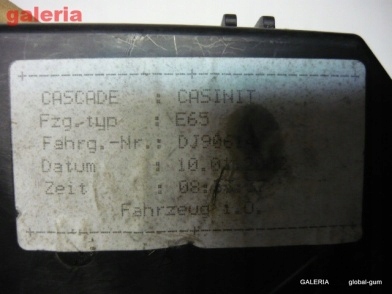 galeria
CASCADE : CASINIT
Fzg.typ : E65
Fahrg.-Nr.:
Datum :
Zeit :
Fahrzeug i.O.
GALERIA global-gum